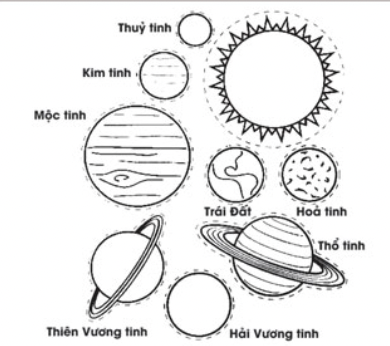 Thuỷ tinh
Kim tinh
Mộc tinh
Trái Đất
Hoả tinh
Thổ tinh
Thiên Vương tinh
Hải Vương tinh